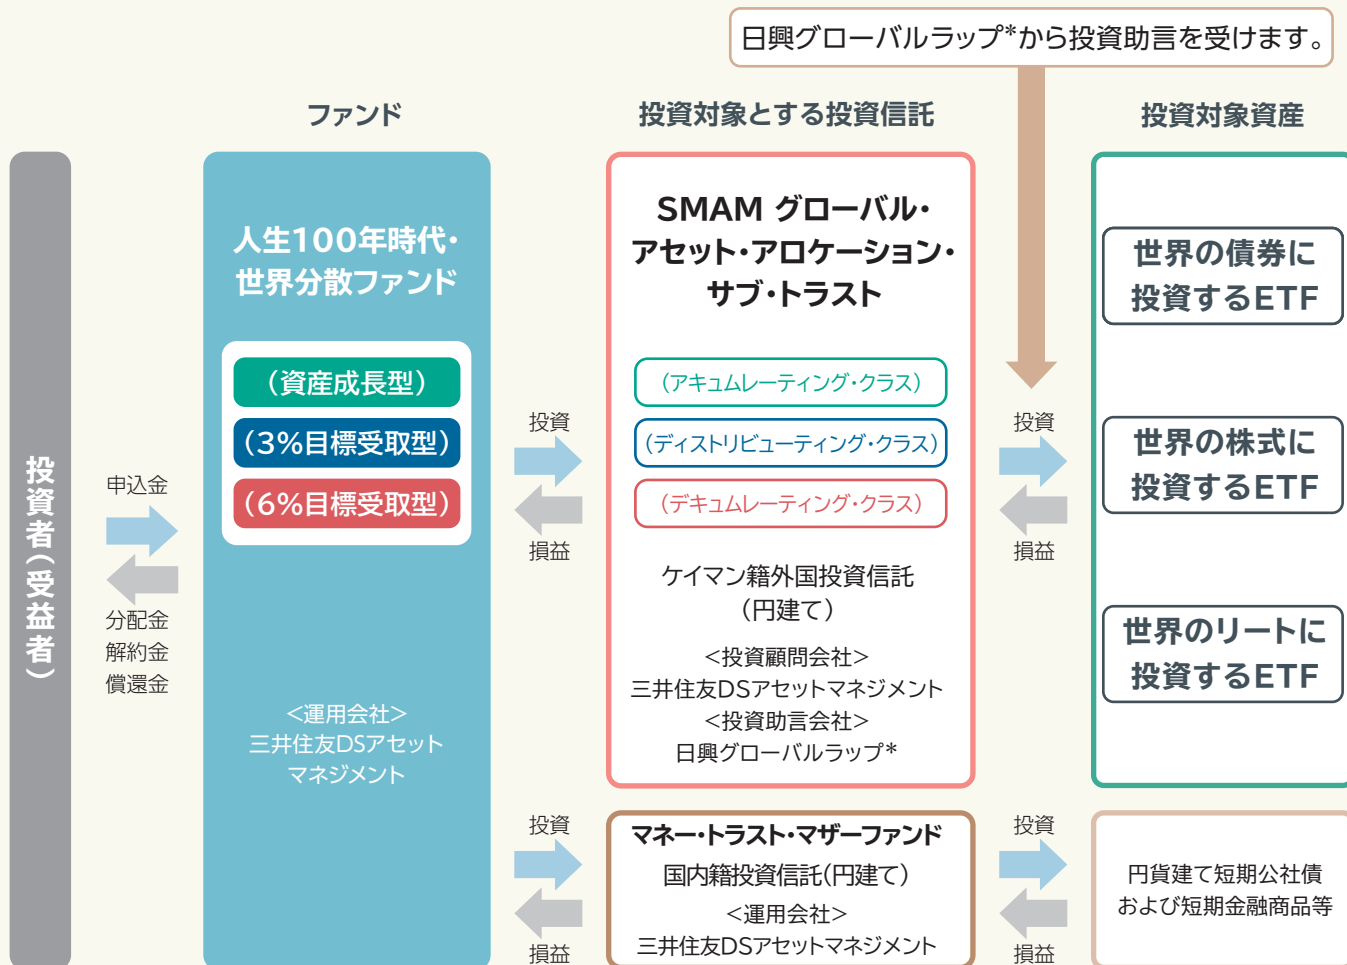 日興グローバルラップ*から投資助言を受けます。
ファンド
投資対象とする投資信託
投資対象資産
投資者(受益者)
申込金
分配金
解約金
償還金
人生100年時代・
世界分散ファンド
(資産成長型)
(3%目標受取型)
(6%目標受取型)
<運用会社>
三井住友DSアセット
マネジメント
投資
損益
SMAM グローバル・
アセット・アロケーション・
サブ・トラスト
(アキュムレーティング・クラス)
(ディストリビューティング・クラス)
(デキュムレーティング・クラス)
ケイマン籍外国投資信託
(円建て)
<投資顧問会社>
三井住友DSアセットマネジメント
<投資助言会社>
日興グローバルラップ*
投資
損益
世界の債券に
投資するETF
世界の株式に
投資するETF
世界のリートに
投資するETF
投資
損益
マネー・トラスト・マザーファンド
国内籍投資信託(円建て)
<運用会社>
三井住友DSアセットマネジメント
投資
損益
円貨建て短期公社債
および短期金融商品等